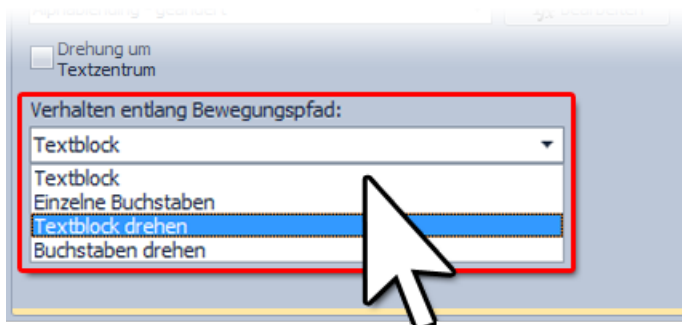 Drehung um
Textzentrum
Verhalten entlang Bewegungspfad:
Textblock
Textblock
Einzelne Buchstaben
Textblock drehen
Buchstaben drehen